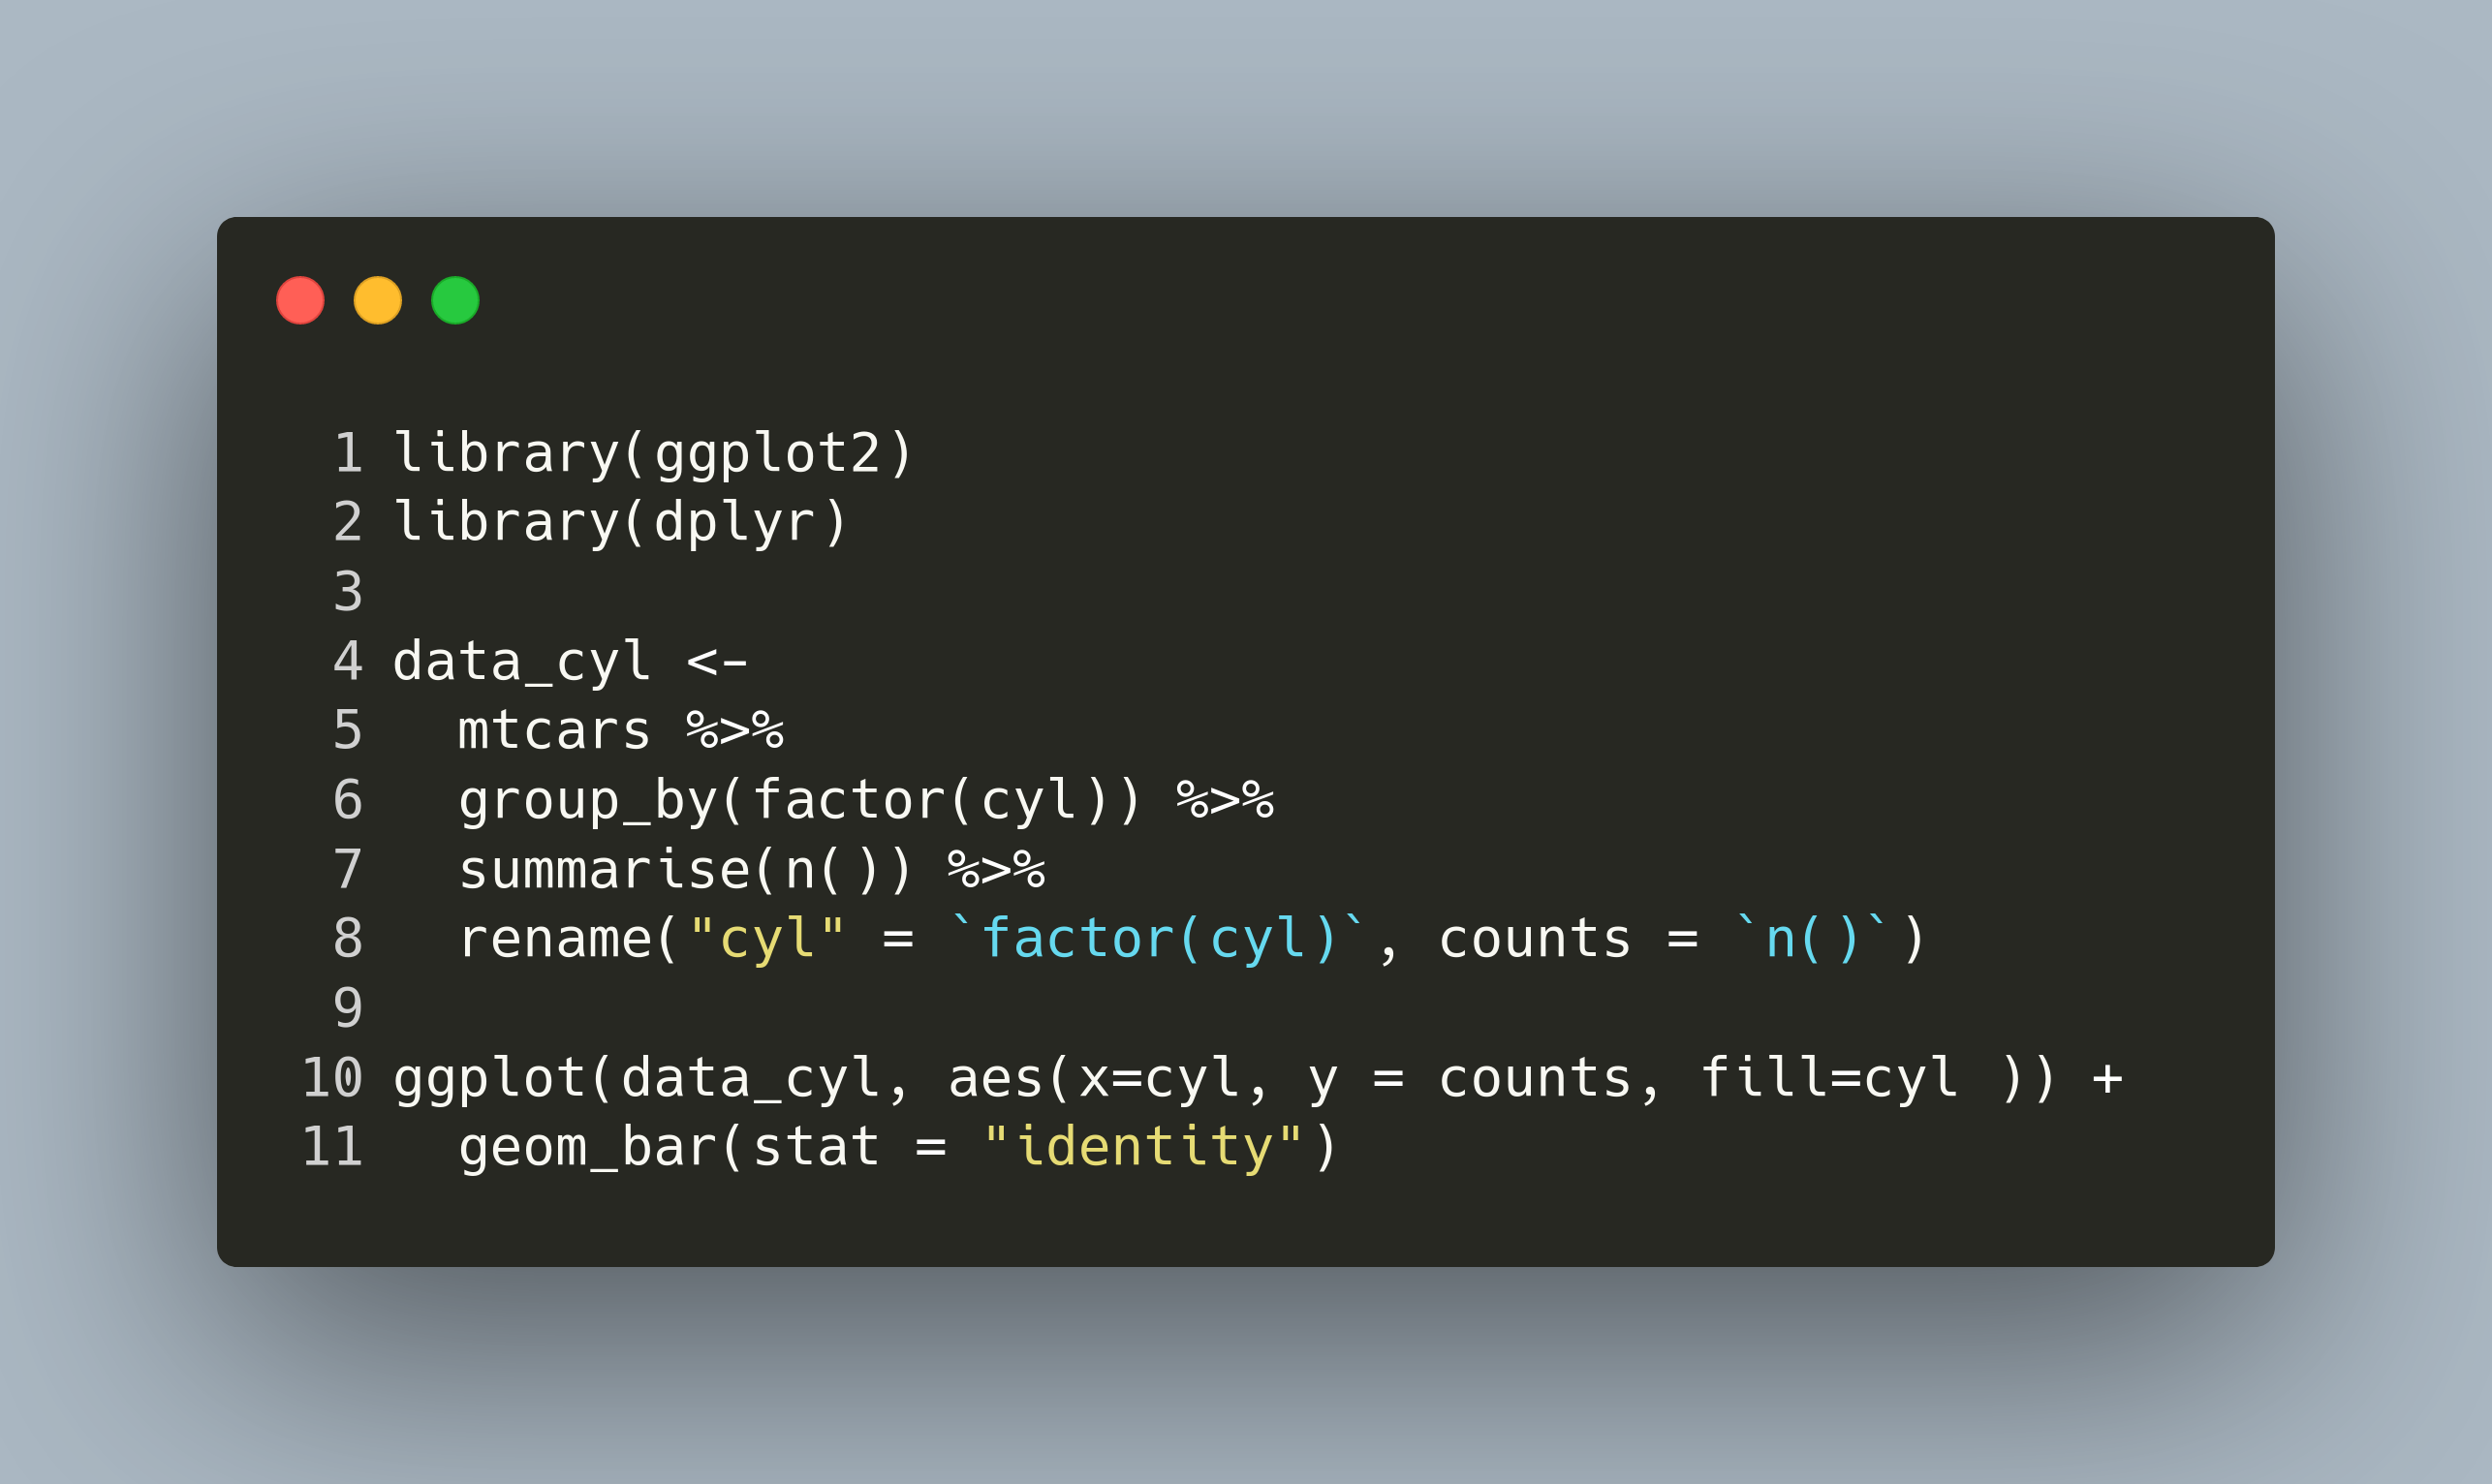 1 library(ggplot2)
2 library(dplyr)
3
4 data_cyl <-
5   mtcars %>%
6   group_by(factor(cyl)) %>%
7   summarise(n()) %>%
8   rename("cyl" = `factor(cyl)`, counts = `n()`)
9
10 ggplot(data_cyl, aes(x=cyl, y = counts, fill=cyl )) +
11   geom_bar(stat = "identity")